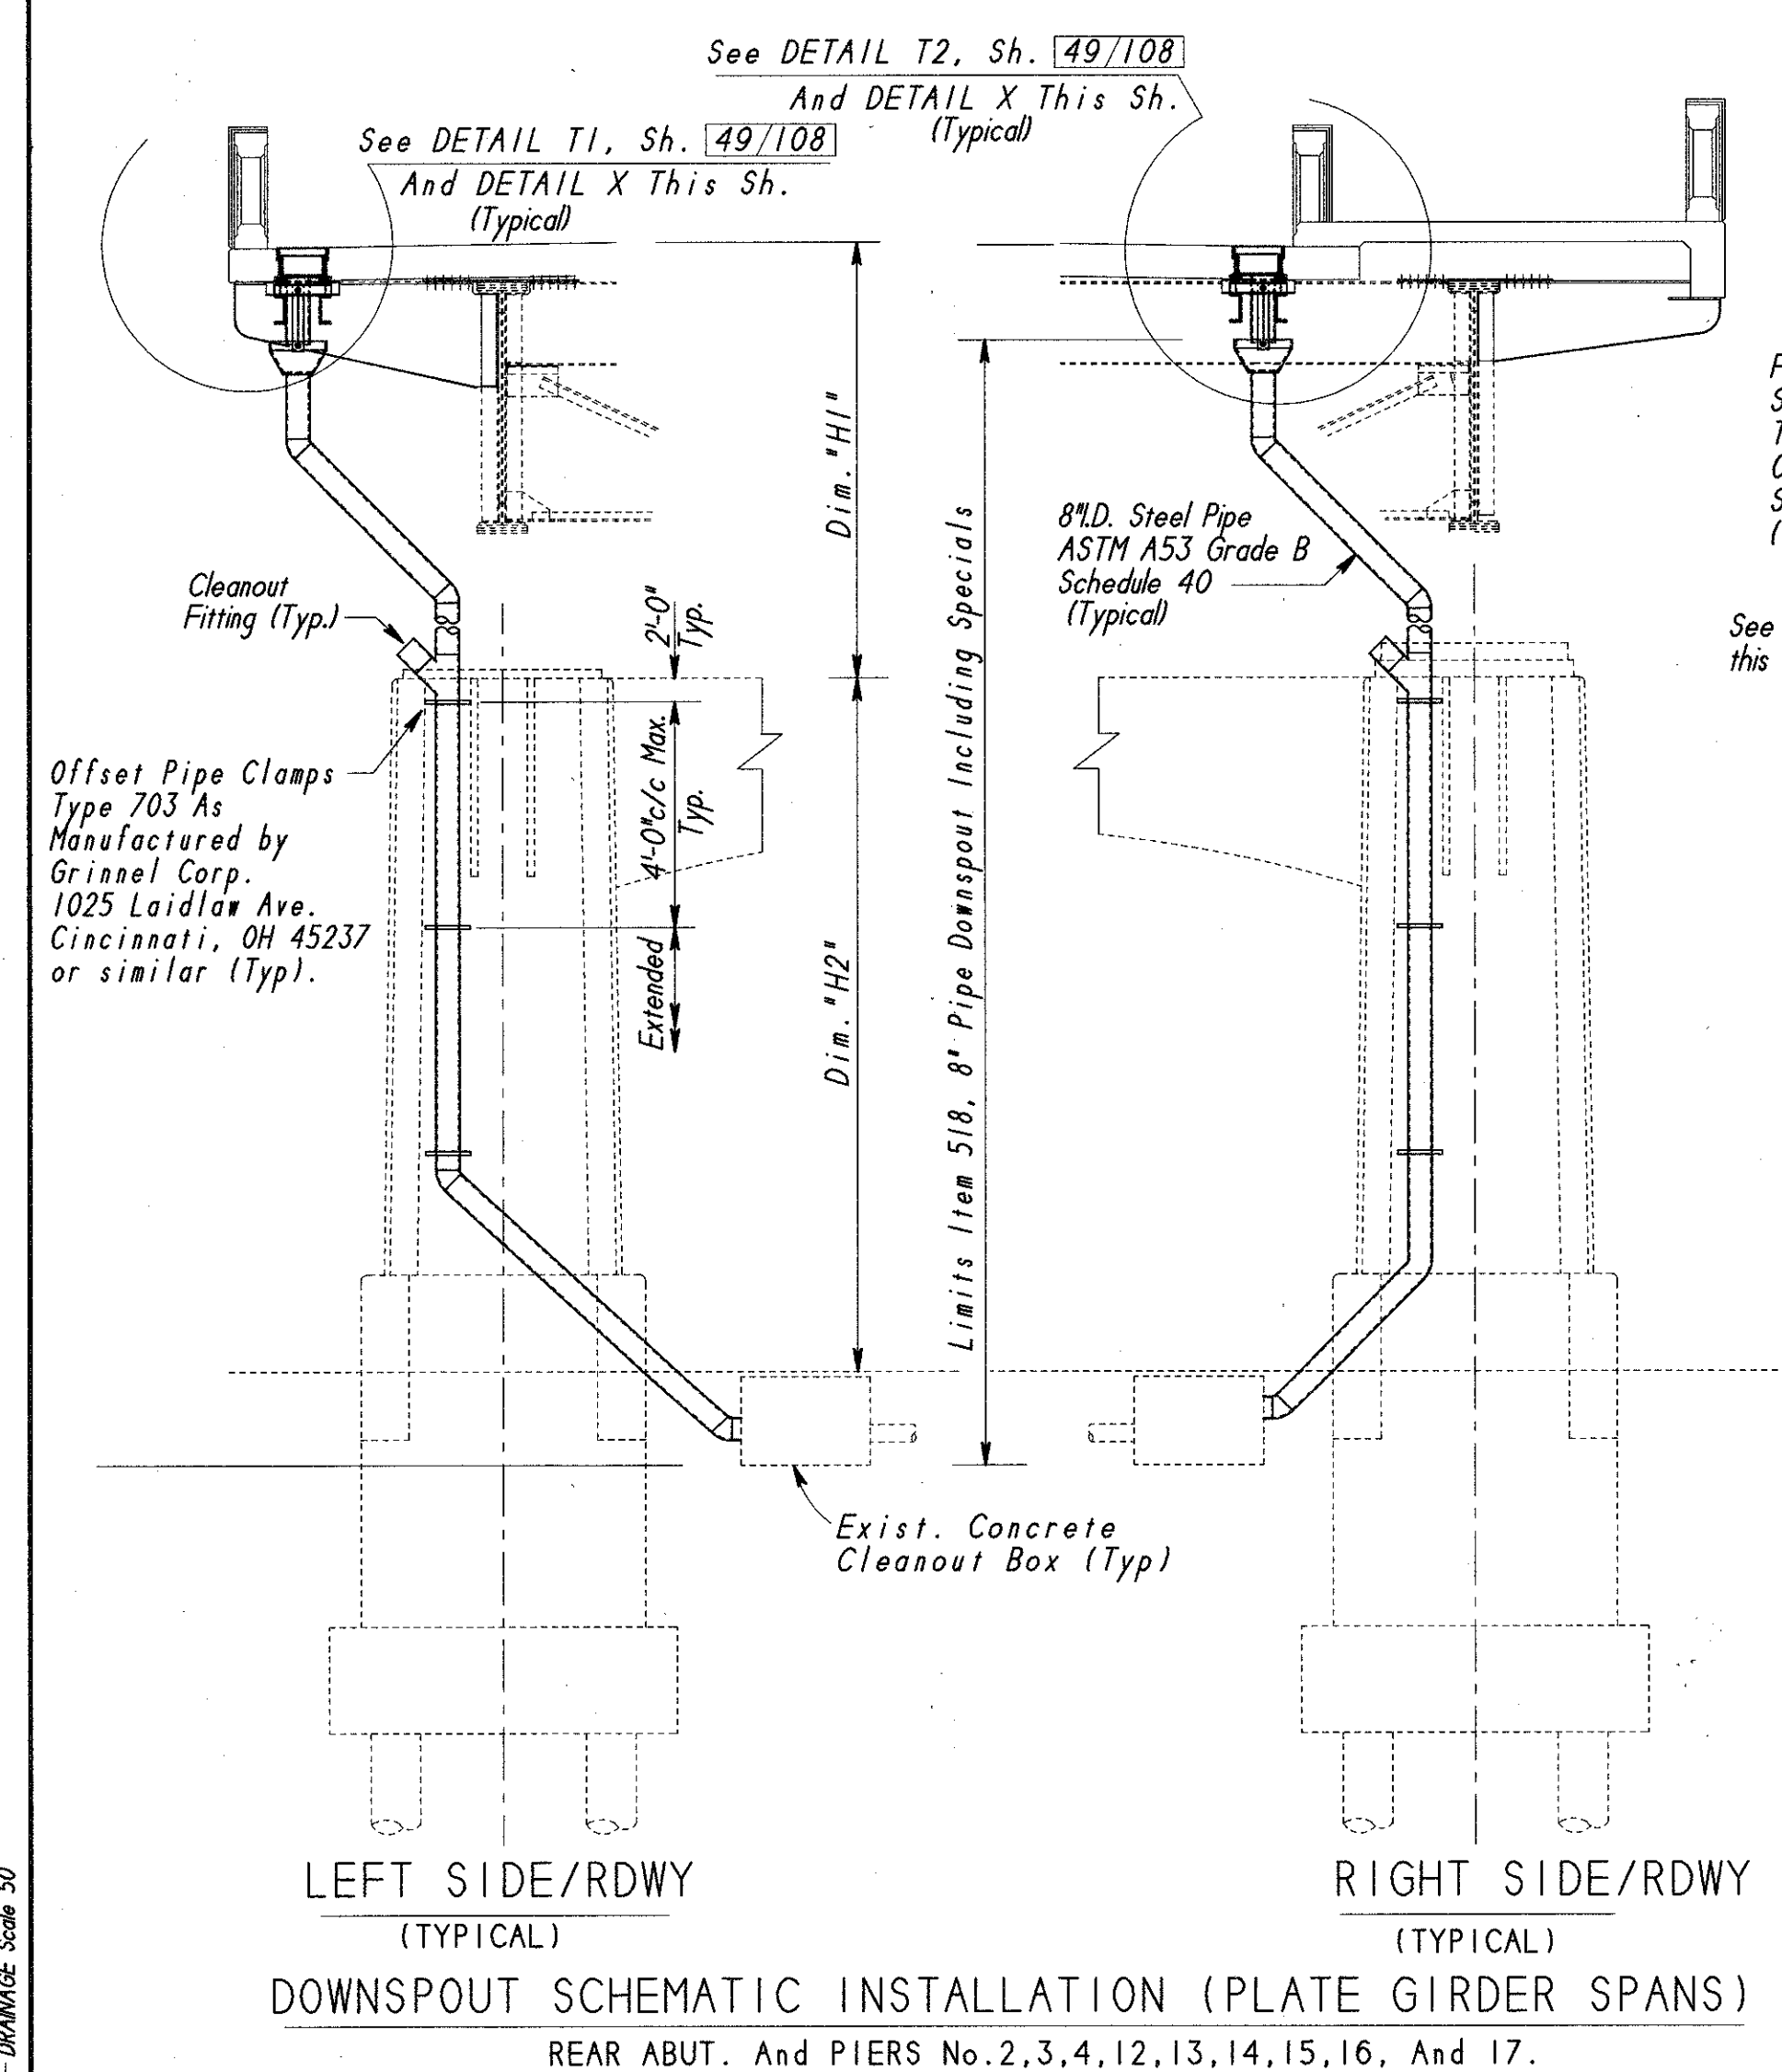 See DETAIL T2, Sh. 49/108
And DETAIL X This Sh.
(Typical)
See DETAIL T1, Sh. 49/108
And DETAIL X This Sh.
(Typical)
Dim. "H1"
8"I.D. Steel Pipe
ASTM A53 Grade B
Schedule 40
(Typical)
Cleanout
Fitting (Typ.)
2'-0"
Typ.
See
this
Offset Pipe Clamps
Type 703 As
Manufactured by
Grinnel Corp.
1025 Laidlaw Ave.
Cincinnati, OH 45237
or similar (Typ).
4'-0"c/c Max.
Typ.
Extended
Dim. "H2"
Limits Item 518, 8" Pipe Downspout Including Specials
Exist. Concrete
Cleanout Box (Typ)
LEFT SIDE/RDWY
(TYPICAL)
RIGHT SIDE/RDWY
(TYPICAL)
DOWNSPOUT SCHEMATIC INSTALLATION (PLATE GIRDER SPANS)
REAR ABUT. And PIERS No.2,3,4,12,13,14,15,16, And 17.
DRAINAGE Scale 50